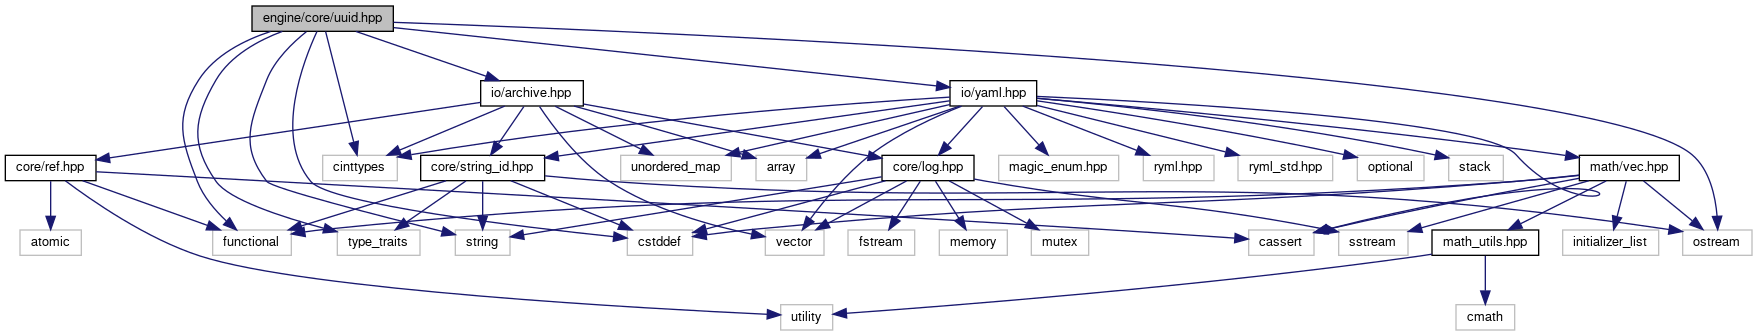 engine/core/uuid.hpp
io/archive.hpp
io/yaml.hpp
core/ref.hpp
cinttypes
core/string_id.hpp
unordered_map
array
core/log.hpp
magic_enum.hpp
ryml.hpp
ryml_std.hpp
optional
stack
math/vec.hpp
atomic
functional
type_traits
string
cstddef
vector
fstream
memory
mutex
cassert
sstream
math_utils.hpp
initializer_list
ostream
utility
cmath